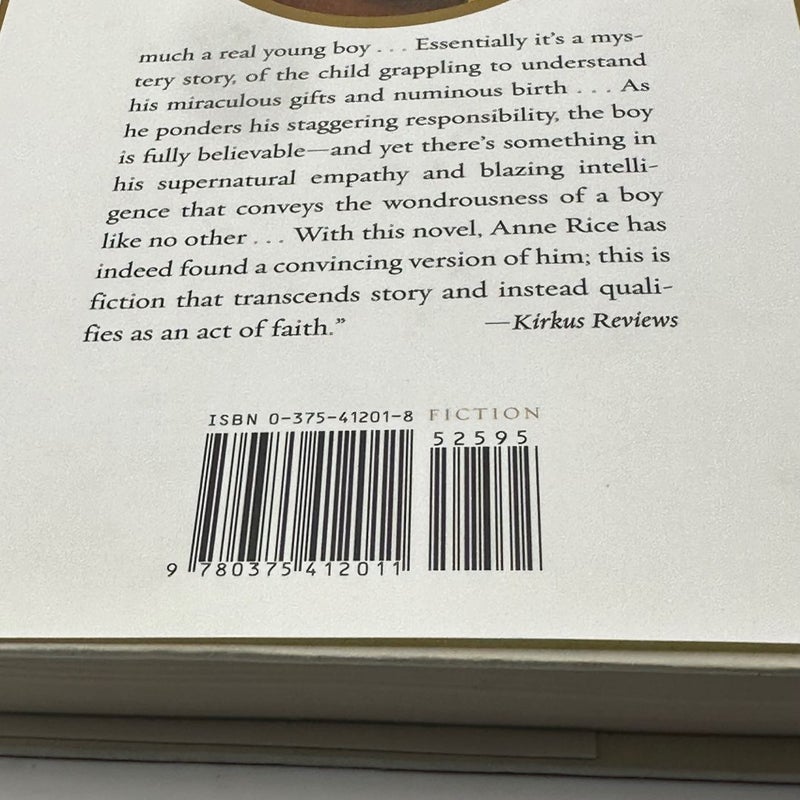 much a real young boy . . . Essentially it's a mys-
tery story, of the child grappling to understand
his miraculous gifts and numinous birth . . . As
he ponders his staggering responsibility, the boy
is fully believable—and yet there's something in
his supernatural empathy and blazing intelli-
gence that conveys the wondrousness of a boy
like no other . . . With this novel, Anne Rice has
indeed found a convincing version of him; this is
fiction that transcends story and instead quali-
fies as an act of faith."
—Kirkus Reviews
ISBN 0-375-41201-8 FICTION
52595
9 780375 412011